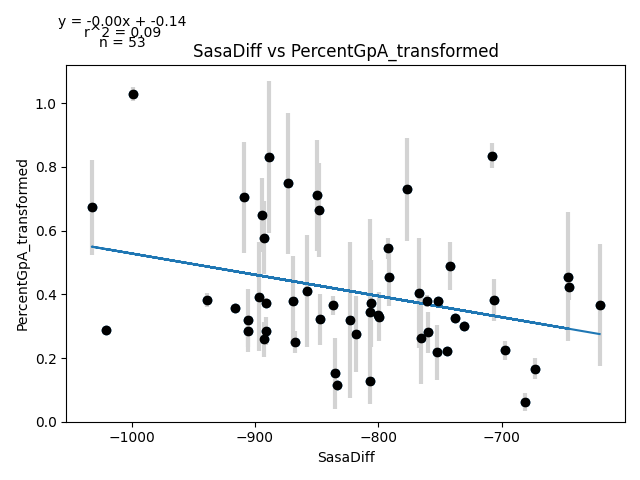 y = -0.00x + -0.14
r^2 = 0.09
n = 53
SasaDiff vs PercentGpA_transformed
1.0
0.8
0.6
0.4
0.2
0.0
PercentGpA_transformed
−1000
−900
−800
−700
SasaDiff